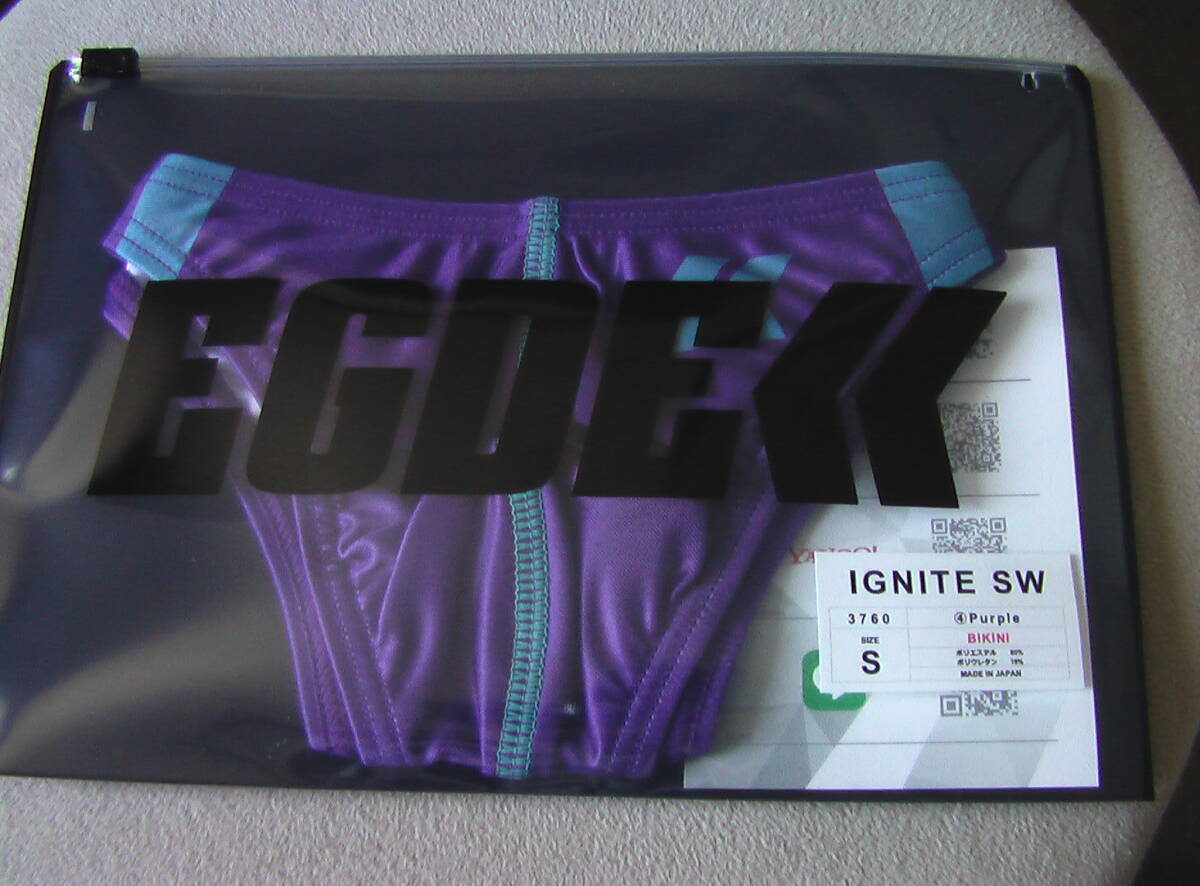 EGDE
YAHOO!
IGNITE SW
3760 ④Purple
SIZE BIKINI
S ポリエステル 80%
ポリウレタン
MADE IN JAPAN